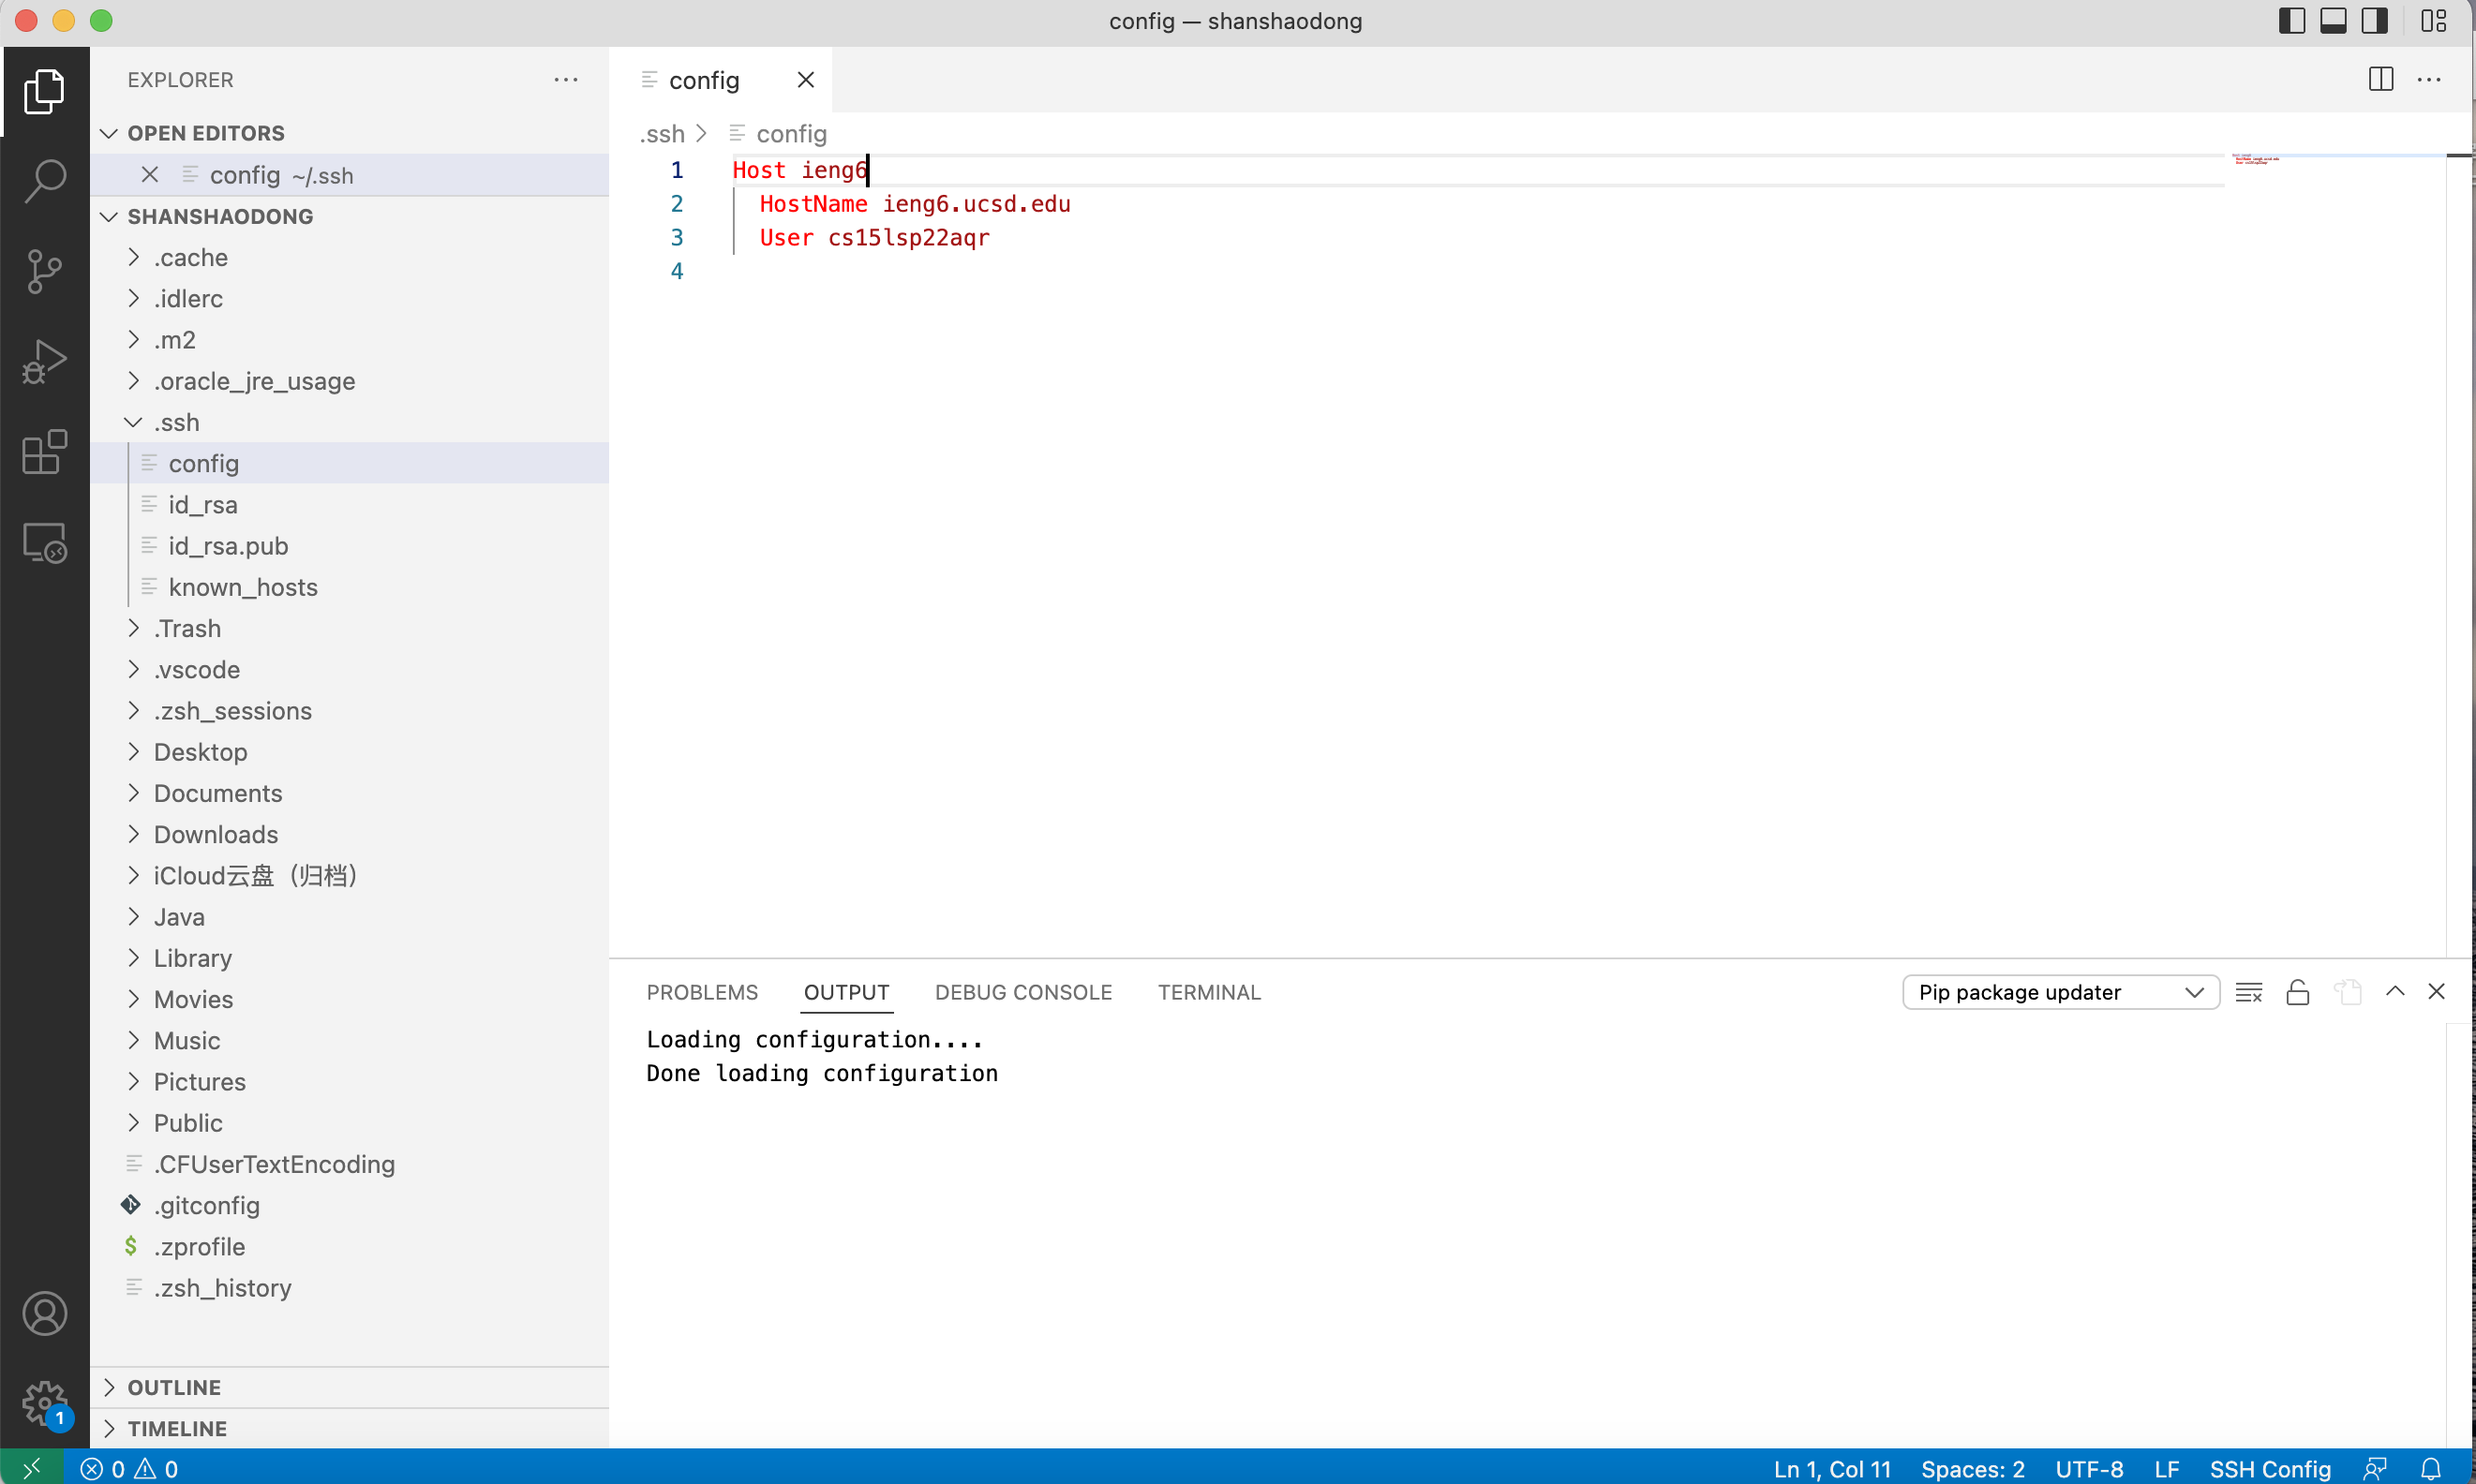 config — shanshaodong
EXPLORER
OPEN EDITORS
config ~/.ssh
SHANSHAODONG
.cache
.idlerc
.m2
.oracle_jre_usage
.ssh
config
id_rsa
id_rsa.pub
known_hosts
.Trash
.vscode
.zsh_sessions
Desktop
Documents
Downloads
iCloud云盘（归档）
Java
Library
Movies
Music
Pictures
Public
.CFUserTextEncoding
.gitconfig
$ .zprofile
.zsh_history
OUTLINE
TIMELINE
1
config
.ssh config
1 Host ieng6
2 HostName ieng6.ucsd.edu
3 User cs15lsp22aqr
4
PROBLEMS OUTPUT DEBUG CONSOLE TERMINAL Pip package updater
Loading configuration....
Done loading configuration
0 0 Ln 1, Col 11 Spaces: 2 UTF-8 LF SSH Config